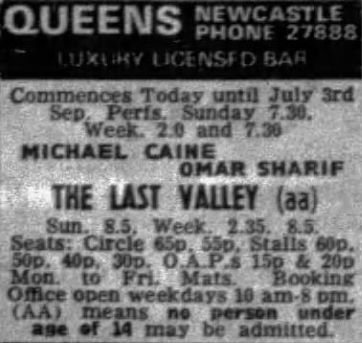 QUEENS NEWCASTLE
PHONE 27888
LUXURY LICENSED BAR
Commences Today until July 3rd
Sep. Perfs. Sunday 7.30.
Week. 2.0 and 7.30
MICHAEL CAINE
OMAR SHARIF
THE LAST VALLEY (aa)
Sun. 8.5, Week. 2.35, 8.5.
Seats: Circle 65p, 55p, Stalls 60p,
50p, 40p, 30p. O.A.P.s 15p & 20p
Mon. to Fri. Mats. Booking
Office open weekdays 10 am-8 pm.
(AA) means no person under
age of 14 may be admitted.